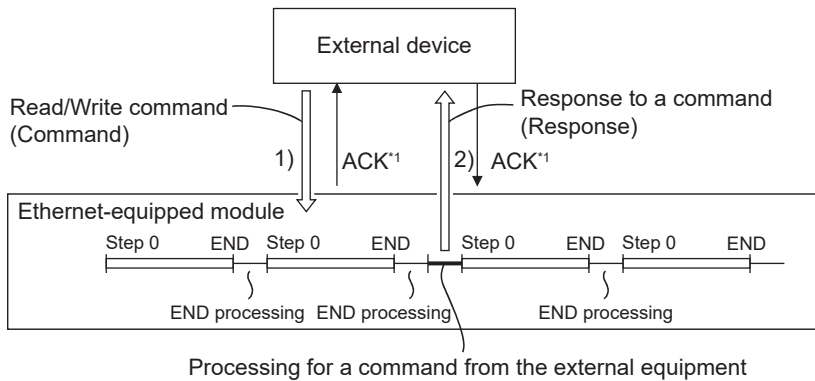 External device
Read/Write command
(Command)
Response to a command
(Response)
1)
ACK*1
2)
ACK*1
Ethernet-equipped module
Step 0 END Step 0 END Step 0 END Step 0 END
END processing END processing END processing
Processing for a command from the external equipment